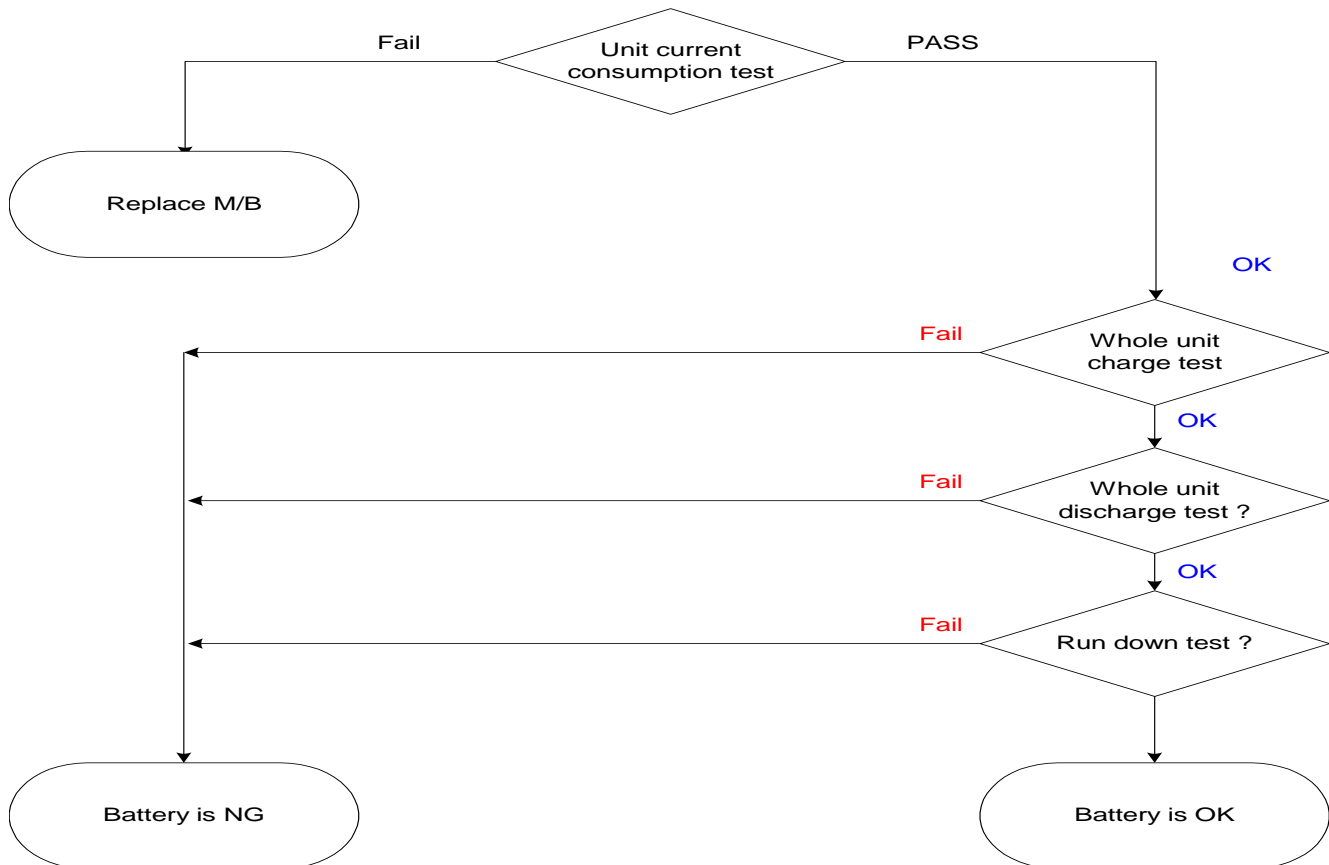 Fail
Unit current
consumption test
PASS
Replace M/B
OK
Fail
Whole unit
charge test
OK
Fail
Whole unit
discharge test ?
OK
Fail
Run down test ?
Battery is NG
Battery is OK